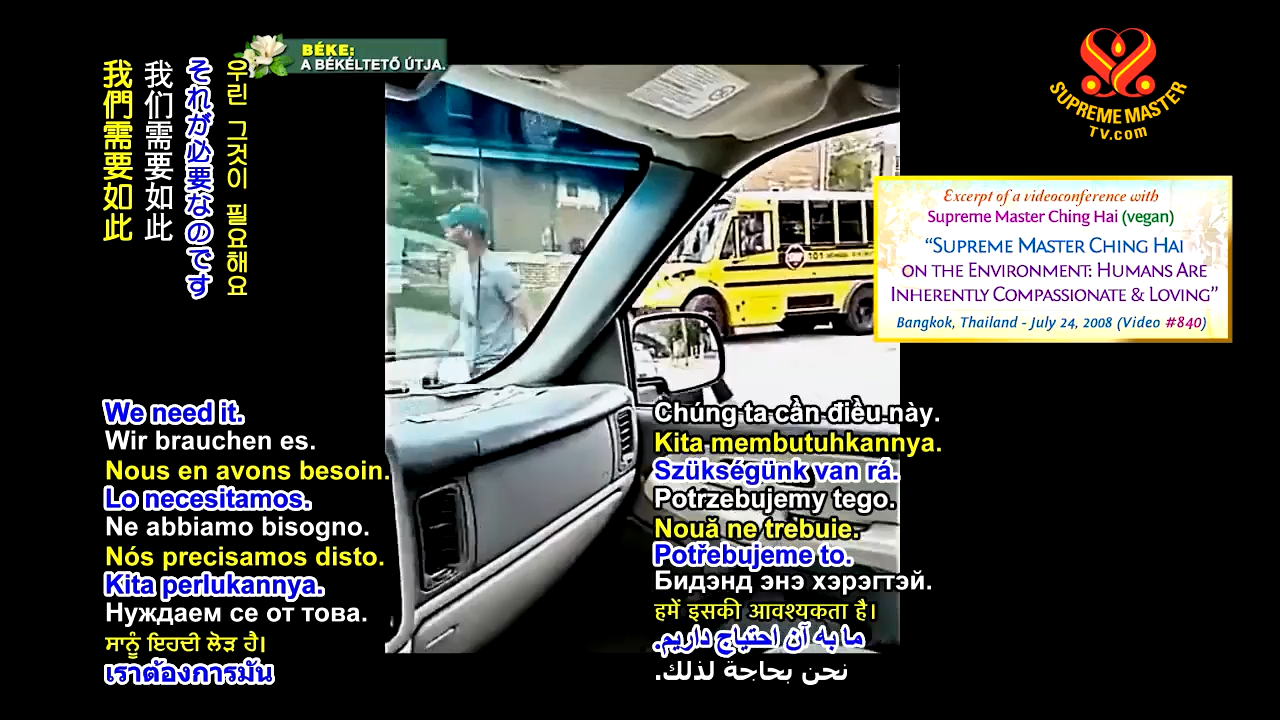 BÉKE:
A BÉKÉLTETŐ ÚTJA.
SUPREME MASTER
TV.com
我們需要如此
我们需要如此
それが必要なのです
우린 그것이 필요해요
Excerpt of a videoconference with
Supreme Master Ching Hai (vegan)
“SUPREME MASTER CHING HAI
ON THE ENVIRONMENT: HUMANS ARE
INHERENTLY COMPASSIONATE & LOVING”
Bangkok, Thailand - July 24, 2008 (Video #840)
STOP
101
We need it.
Wir brauchen es.
Nous en avons besoin.
Lo necesitamos.
Ne abbiamo bisogno.
Nós precisamos disto.
Kita perlukannya.
Нуждаем се от това.
ਸਾਨੂੰ ਇਹਦੀ ਲੋੜ ਹੈ।
เราต้องการมัน
Chúng ta cần điều này.
Kita membutuhkannya.
Szükségünk van rá.
Potrzebujemy tego.
Nouă ne trebuie.
Potřebujeme to.
Бидэнд энэ хэрэгтэй.
हमें इसकी आवश्यकता है।
ما به آن احتیاج داریم.
نحن بحاجة لذلك.